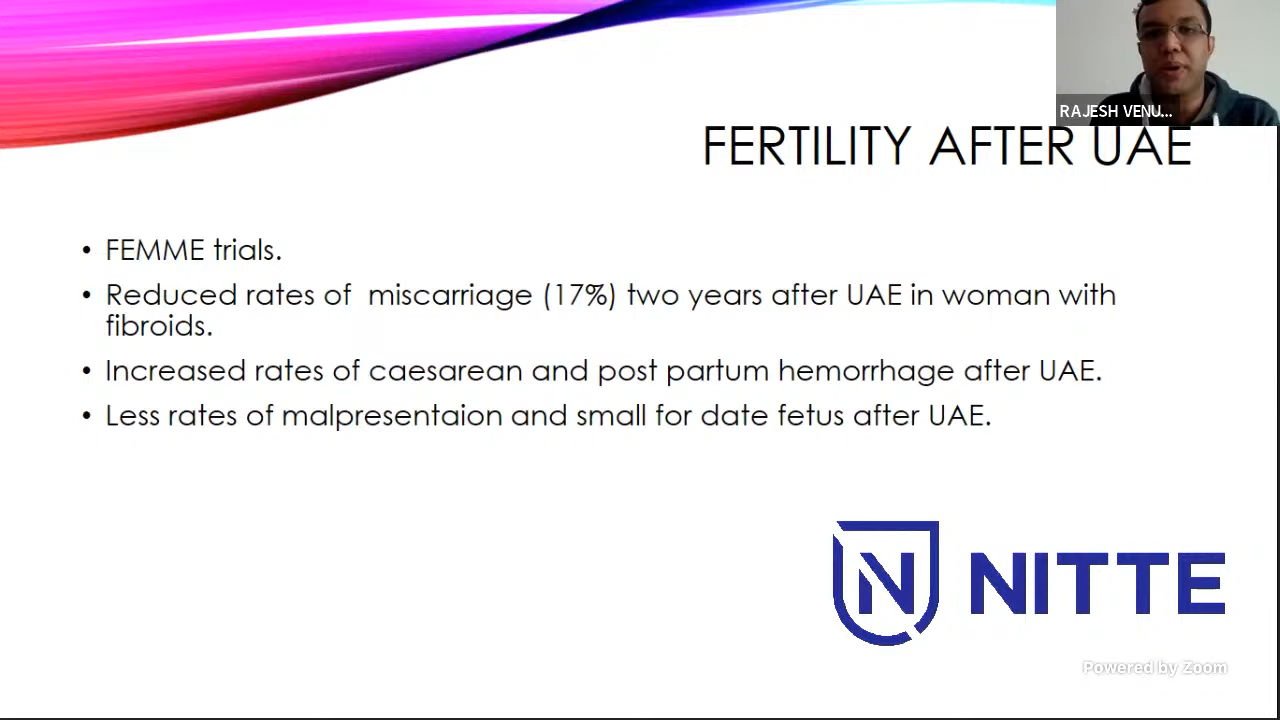 RAJESH VENU...
FERTILITY AFTER UAE
• FEMME trials.
• Reduced rates of  miscarriage (17%) two years after UAE in woman with
fibroids.
• Increased rates of caesarean and post partum hemorrhage after UAE.
• Less rates of malpresentaion and small for date fetus after UAE.
N NITTE
Powered by Zoom